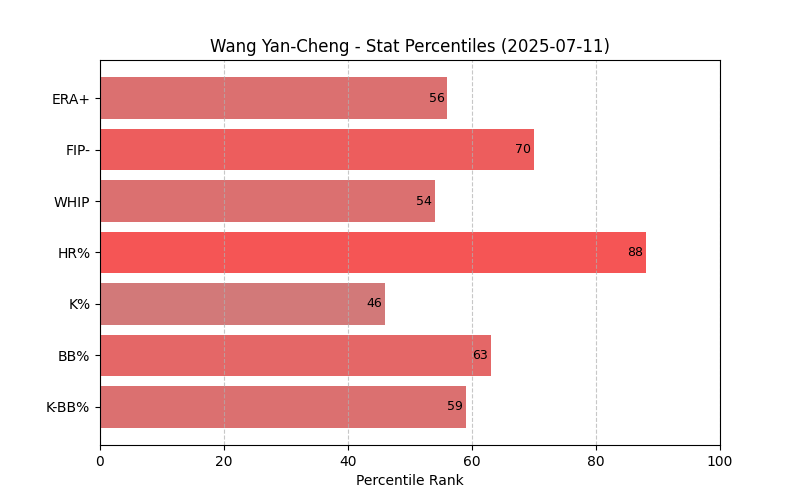 Wang Yan-Cheng - Stat Percentiles (2025-07-11)
ERA+ 56
FIP- 70
WHIP 54
HR% 88
K% 46
BB% 63
K-BB% 59
0 20 40 60 80 100
Percentile Rank